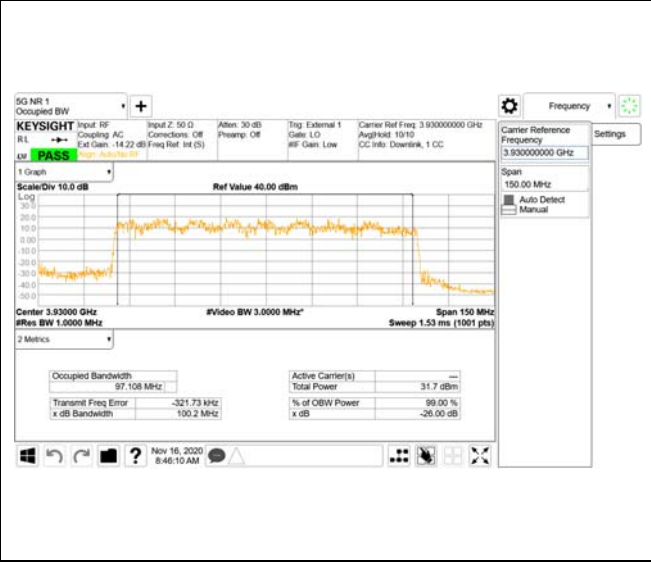 5G NR 1
Occupied BW
+
Frequency
KEYSIGHT
RL
PASS
Input: RF
Coupling: AC
Ext Gain: -14.22 dB
Align: Auto/No RF
Input Z: 50 Ω
Corrections: Off
Freq Ref: Int (S)
Atten: 30 dB
Preamp: Off
Trig: External 1
Gate: LO
#IF Gain: Low
Carrier Ref Freq: 3.930000000 GHz
Avg|Hold: 10/10
CC Info: Downlink, 1 CC
Carrier Reference
Frequency
3.930000000 GHz
Settings
Span
150.00 MHz
Auto Detect
Manual
1 Graph
Scale/Div 10.0 dB
Ref Value 40.00 dBm
Log
30.0
20.0
10.0
0.00
-10.0
-20.0
-30.0
-40.0
-50.0
Center 3.93000 GHz
#Video BW 3.0000 MHz*
Span 150 MHz
#Res BW 1.0000 MHz
Sweep 1.53 ms (1001 pts)
2 Metrics
Occupied Bandwidth
97.108 MHz
Active Carrier(s) —
Total Power 31.7 dBm
Transmit Freq Error -321.73 kHz
% of OBW Power 99.00 %
x dB Bandwidth 100.2 MHz
x dB -26.00 dB
?
Nov 16, 2020
8:46:10 AM